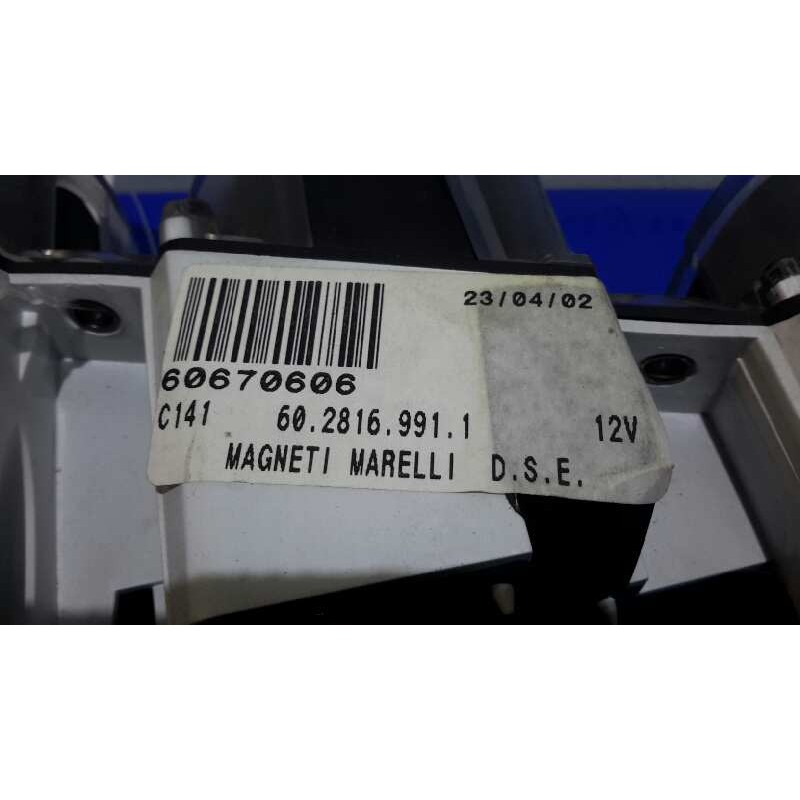 23/04/02
60670606
C141 60.2816.991.1 12V
MAGNETI MARELLI D.S.E.